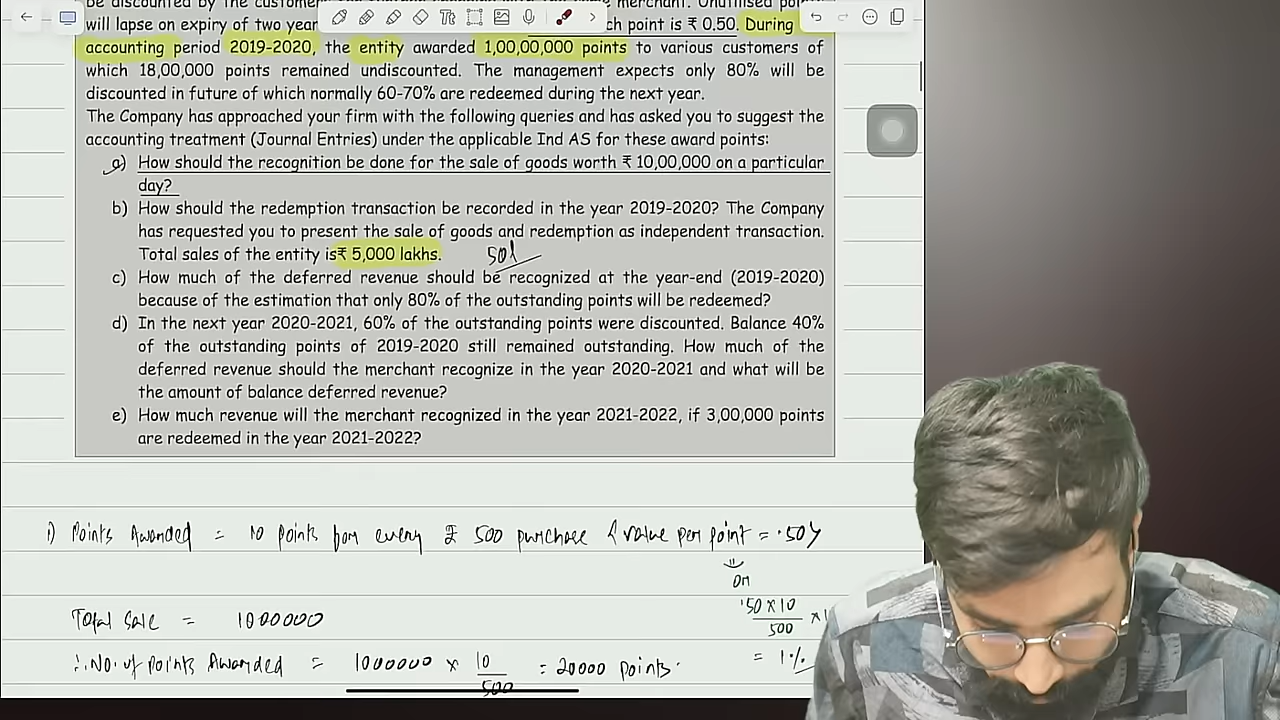 be discounted by the customers merchant. Unutilised
will lapse on expiry of two year ch point is ₹ 0.50. During
accounting period 2019-2020, the entity awarded 1,00,00,000 points to various customers of
which 18,00,000 points remained undiscounted. The management expects only 80% will be
discounted in future of which normally 60-70% are redeemed during the next year.
The Company has approached your firm with the following queries and has asked you to suggest the
accounting treatment (Journal Entries) under the applicable Ind AS for these award points:
a) How should the recognition be done for the sale of goods worth ₹ 10,00,000 on a particular
day?
b) How should the redemption transaction be recorded in the year 2019-2020? The Company
has requested you to present the sale of goods and redemption as independent transaction.
Total sales of the entity is₹ 5,000 lakhs.
50l
c) How much of the deferred revenue should be recognized at the year-end (2019-2020)
because of the estimation that only 80% of the outstanding points will be redeemed?
d) In the next year 2020-2021, 60% of the outstanding points were discounted. Balance 40%
of the outstanding points of 2019-2020 still remained outstanding. How much of the
deferred revenue should the merchant recognize in the year 2020-2021 and what will be
the amount of balance deferred revenue?
e) How much revenue will the merchant recognized in the year 2021-2022, if 3,00,000 points
are redeemed in the year 2021-2022?
1) Points Awarded = 10 points for every ₹ 500 purchase & value per point = .50
OR
Total Sale = 1000000
.50 × 10
500
×
∴ No. of Points Awarded = 1000000 × 10/500 = 20000 points.
= 1%